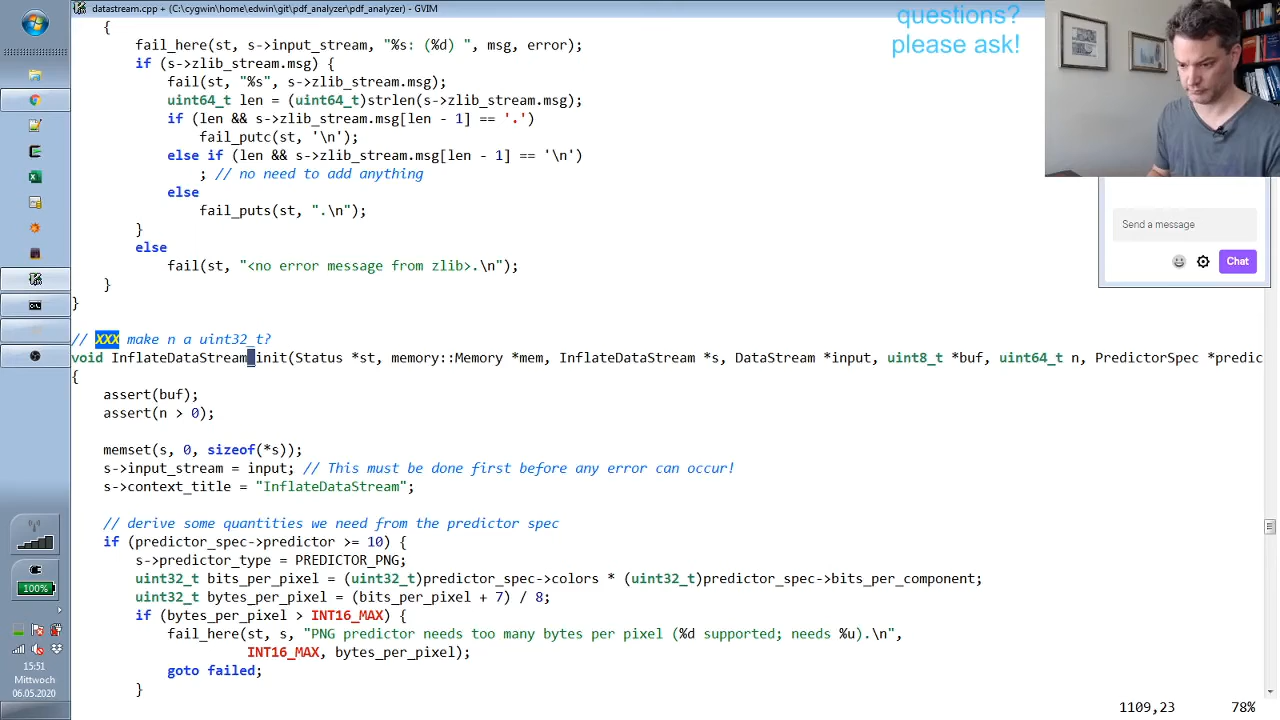 datastream.cpp + (C:\cygwin\home\edwin\git\pdf_analyzer\pdf_analyzer) - GVIM
questions?
please ask!
{
fail_here(st, s->input_stream, "%s: (%d) ", msg, error);
if (s->zlib_stream.msg) {
fail(st, "%s", s->zlib_stream.msg);
uint64_t len = (uint64_t)strlen(s->zlib_stream.msg);
if (len && s->zlib_stream.msg[len - 1] == '.')
fail_putc(st, '\n');
else if (len && s->zlib_stream.msg[len - 1] == '\n')
; // no need to add anything
else
fail_puts(st, ".\n");
}
else
fail(st, "<no error message from zlib>.\n");
}
}
// XXX make n a uint32_t?
void InflateDataStream_init(Status *st, memory::Memory *mem, InflateDataStream *s, DataStream *input, uint8_t *buf, uint64_t n, PredictorSpec *predic
{
assert(buf);
assert(n > 0);
memset(s, 0, sizeof(*s));
s->input_stream = input; // This must be done first before any error can occur!
s->context_title = "InflateDataStream";
// derive some quantities we need from the predictor spec
if (predictor_spec->predictor >= 10) {
s->predictor_type = PREDICTOR_PNG;
uint32_t bits_per_pixel = (uint32_t)predictor_spec->colors * (uint32_t)predictor_spec->bits_per_component;
uint32_t bytes_per_pixel = (bits_per_pixel + 7) / 8;
if (bytes_per_pixel > INT16_MAX) {
fail_here(st, s, "PNG predictor needs too many bytes per pixel (%d supported; needs %u).\n",
INT16_MAX, bytes_per_pixel);
goto failed;
}
1109,23 78%
Send a message
Chat
100%
15:51
Mittwoch
06.05.2020